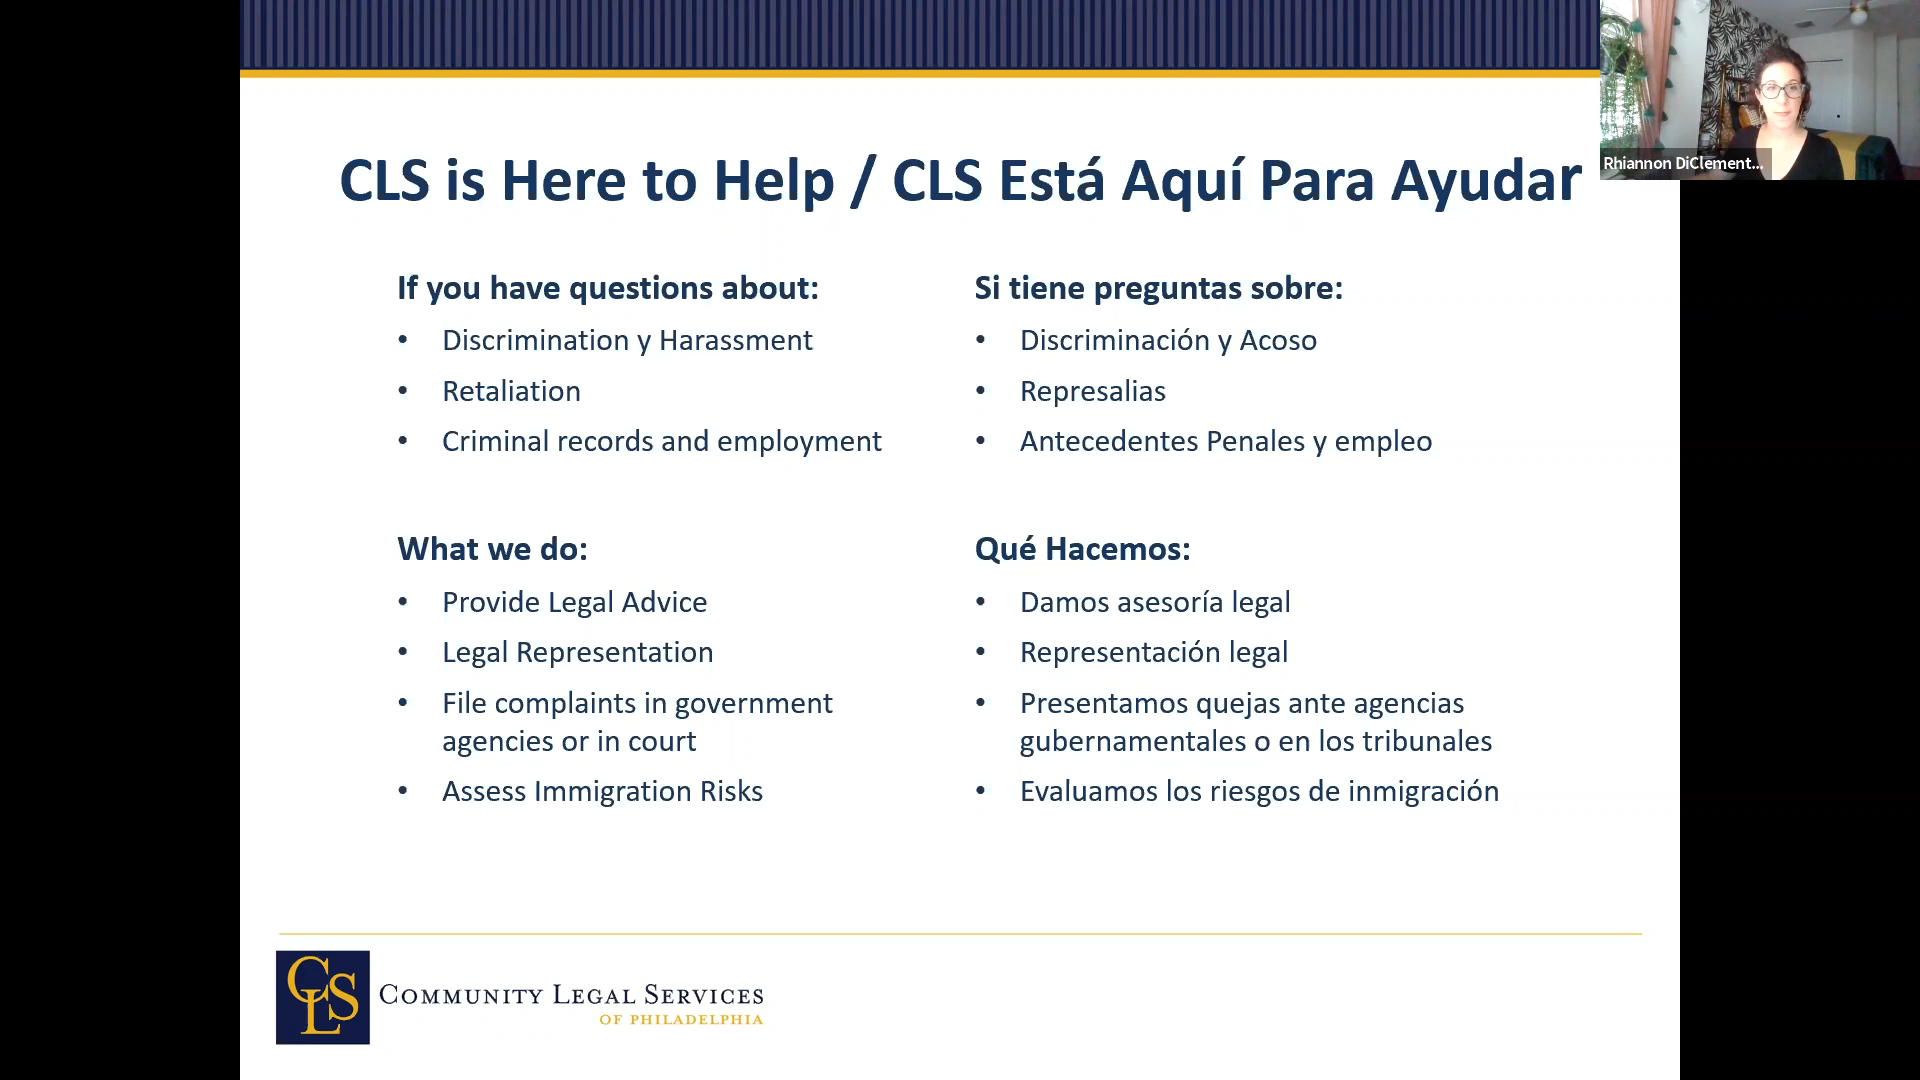 CLS is Here to Help / CLS Está Aquí Para Ayudar
Rhiannon DiClement...
If you have questions about:
• Discrimination y Harassment
• Retaliation
• Criminal records and employment
What we do:
• Provide Legal Advice
• Legal Representation
• File complaints in government
agencies or in court
• Assess Immigration Risks
Si tiene preguntas sobre:
• Discriminación y Acoso
• Represalias
• Antecedentes Penales y empleo
Qué Hacemos:
• Damos asesoría legal
• Representación legal
• Presentamos quejas ante agencias
gubernamentales o en los tribunales
• Evaluamos los riesgos de inmigración
CLS
COMMUNITY LEGAL SERVICES
OF PHILADELPHIA